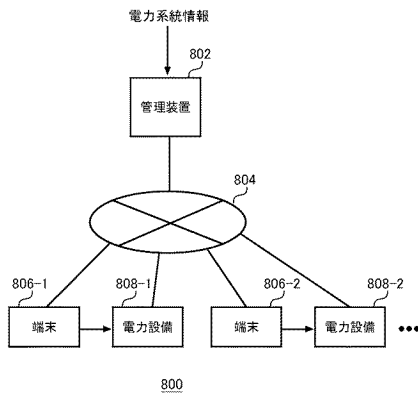 電力系統情報
802
管理装置
804
806-1
808-1
806-2
808-2
端末
電力設備
端末
電力設備
•••
800